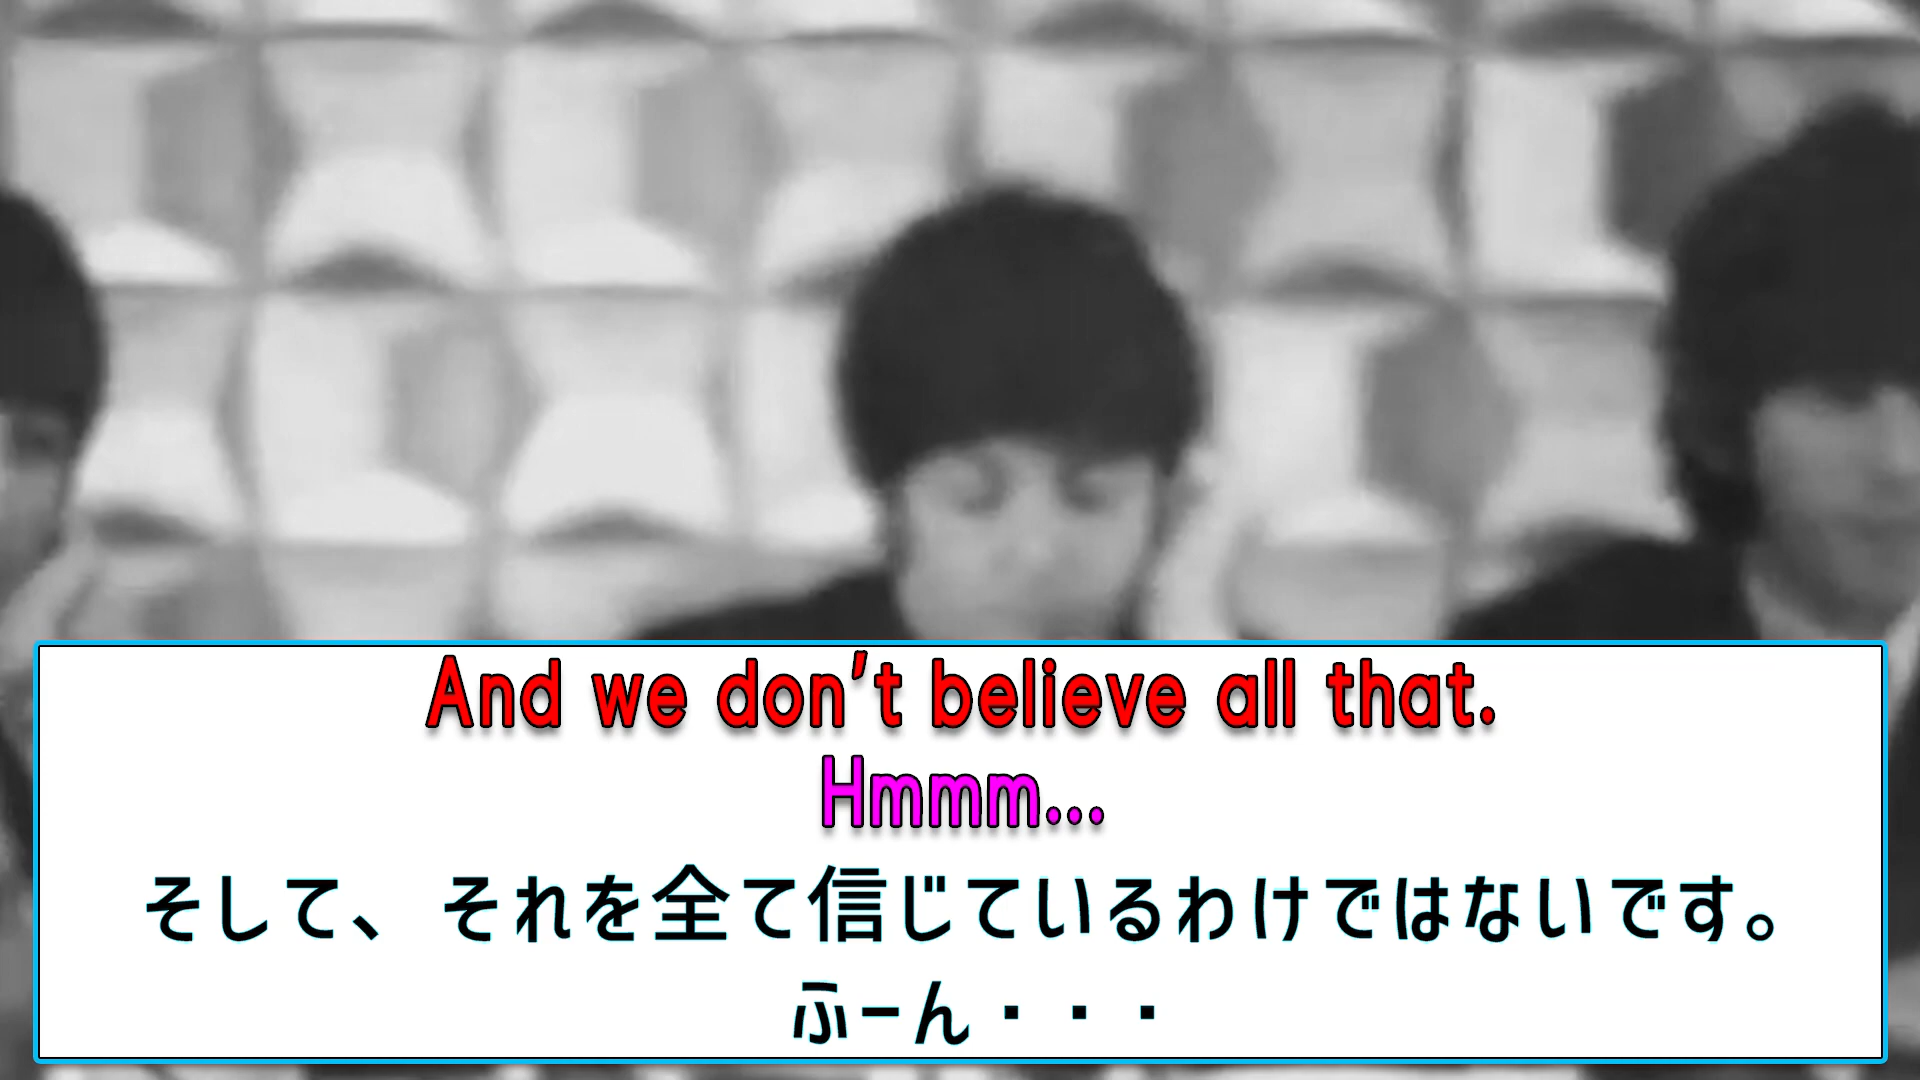 And we don't believe all that.
Hmmm...
そして、それを全て信じているわけではないです。
ふーん・・・